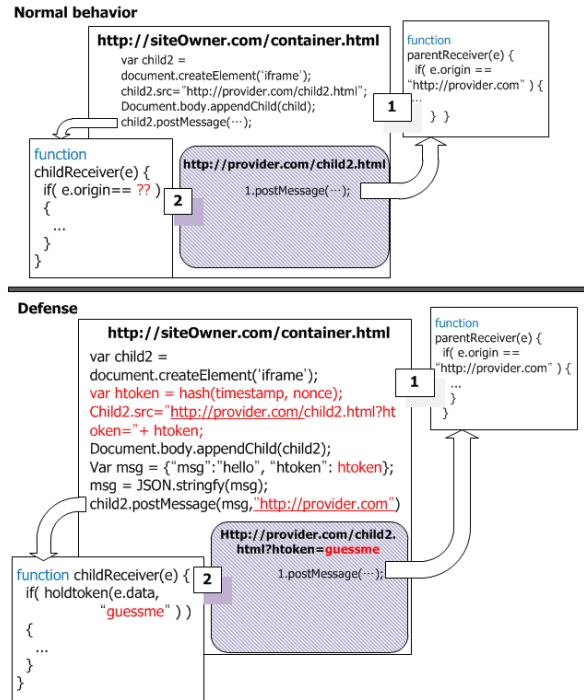 Normal behavior
http://siteOwner.com/container.html
var child2 =
document.createElement('iframe');
child2.src="http://provider.com/child2.html";
Document.body.appendChild(child);
child2.postMessage(⋯);
function
parentReceiver(e) {
if( e.origin ==
"http://provider.com" ) {
...
} }
1
function
childReceiver(e) {
if( e.origin== ?? )
{
...
}
}
2
http://provider.com/child2.html
1.postMessage(⋯);
Defense
http://siteOwner.com/container.html
var child2 =
document.createElement('iframe');
var htoken = hash(timestamp, nonce);
Child2.src="http://provider.com/child2.html?ht
oken="+ htoken;
Document.body.appendChild(child2);
Var msg = {"msg":"hello", "htoken": htoken};
msg = JSON.stringfy(msg);
child2.postMessage(msg,"http://provider.com")
function
parentReceiver(e) {
if( e.origin ==
"http://provider.com" ) {
...
}
}
1
function childReceiver(e) {
if( holdtoken(e.data,
"guessme" ) )
{
...
}
}
2
Http://provider.com/child2.
html?htoken=guessme
1.postMessage(⋯);